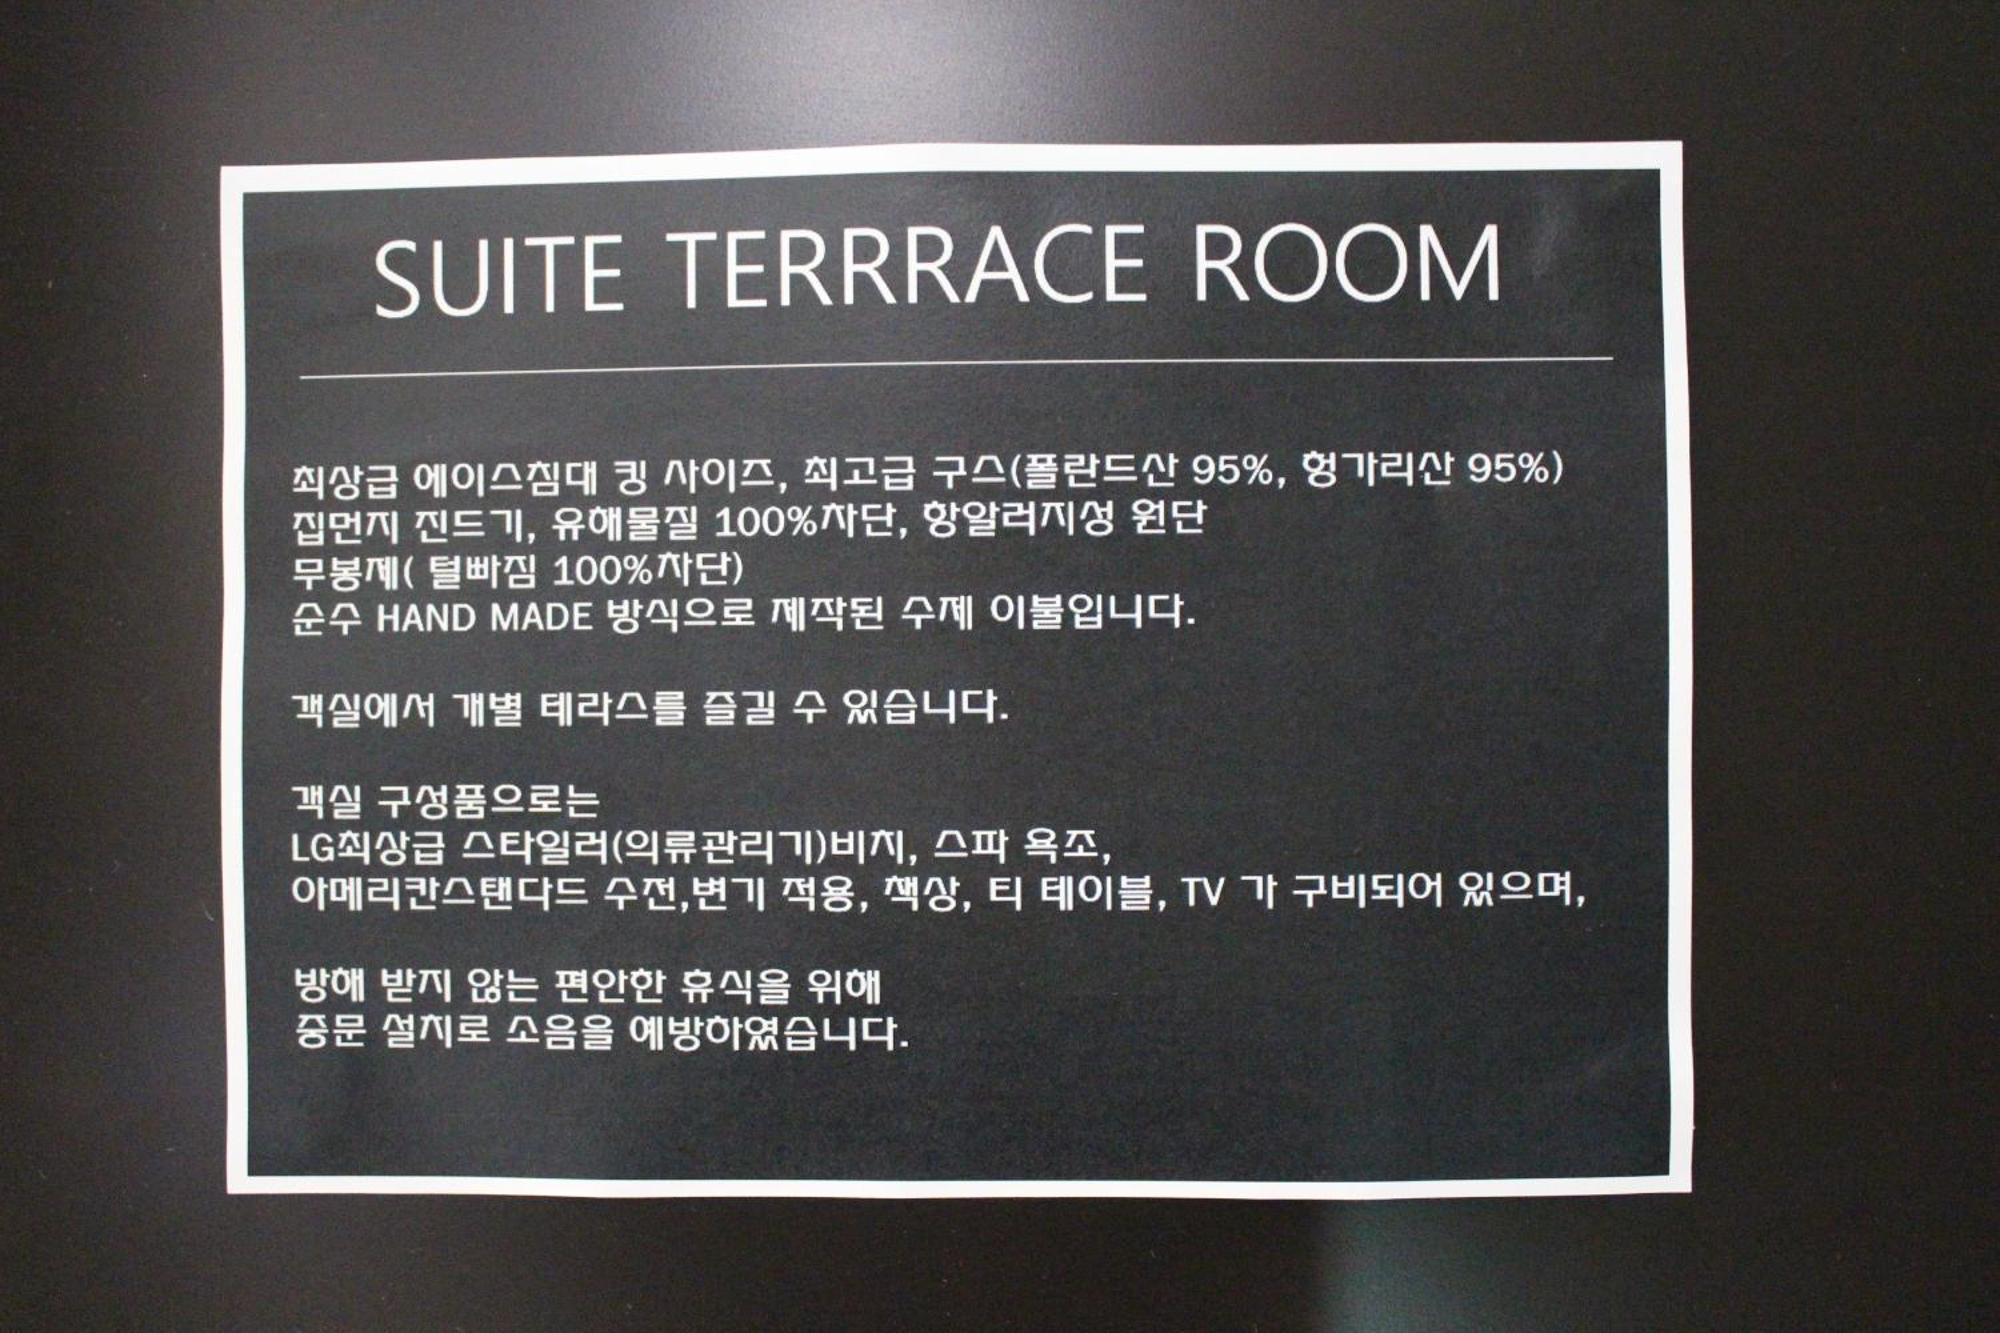 SUITE TERRRACE ROOM
최상급 에이스침대 킹 사이즈, 최고급 구스(폴란드산 95%, 헝가리산 95%)
집먼지 진드기, 유해물질 100%차단, 항알러지성 원단
무봉제( 털빠짐 100%차단)
순수 HAND MADE 방식으로 제작된 수제 이불입니다.
객실에서 개별 테라스를 즐길 수 있습니다.
객실 구성품으로는
LG최상급 스타일러(의류관리기)비치, 스파 욕조,
아메리칸스탠다드 수전,변기 적용, 책상, 티 테이블, TV 가 구비되어 있으며,
방해 받지 않는 편안한 휴식을 위해
중문 설치로 소음을 예방하였습니다.